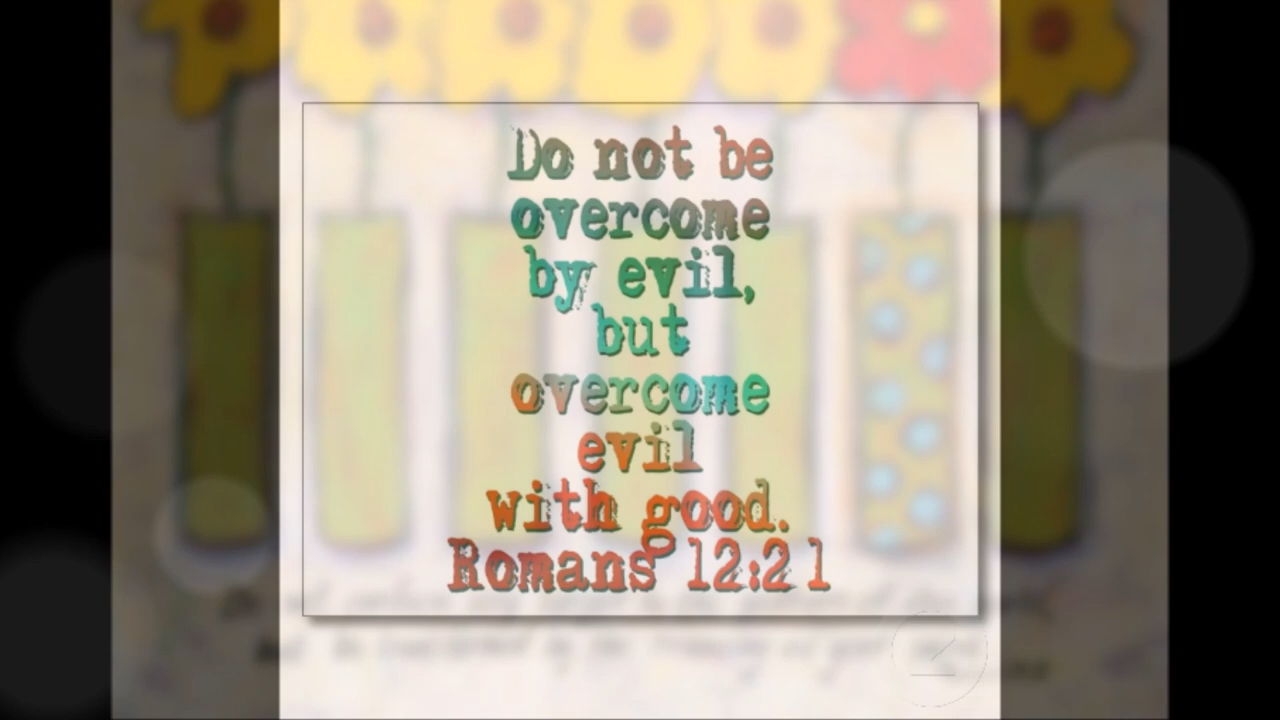 Do not be
overcome
by evil,
but
overcome
evil
with good.
Romans 12:21